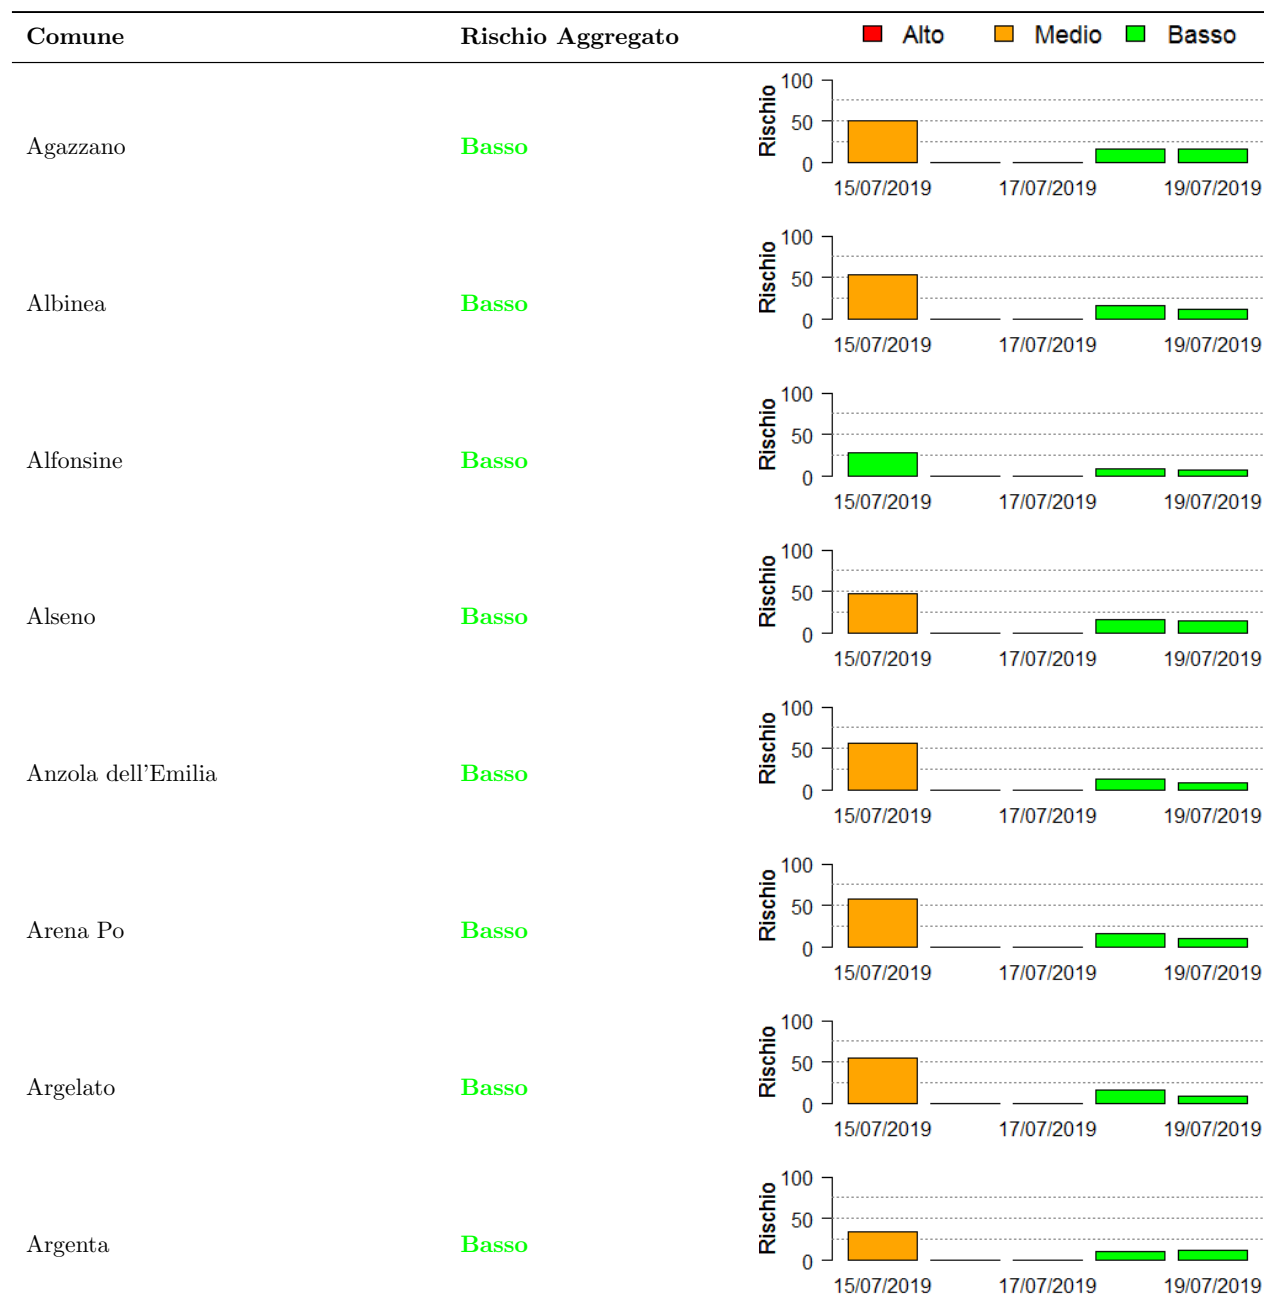 Comune Rischio Aggregato Alto Medio Basso
100
50
0
Rischio
Agazzano Basso
15/07/2019 17/07/2019 19/07/2019
100
50
0
Rischio
Albinea Basso
15/07/2019 17/07/2019 19/07/2019
100
50
0
Rischio
Alfonsine Basso
15/07/2019 17/07/2019 19/07/2019
100
50
0
Rischio
Alseno Basso
15/07/2019 17/07/2019 19/07/2019
100
50
0
Rischio
Anzola dell'Emilia Basso
15/07/2019 17/07/2019 19/07/2019
100
50
0
Rischio
Arena Po Basso
15/07/2019 17/07/2019 19/07/2019
100
50
0
Rischio
Argelato Basso
15/07/2019 17/07/2019 19/07/2019
100
50
0
Rischio
Argenta Basso
15/07/2019 17/07/2019 19/07/2019